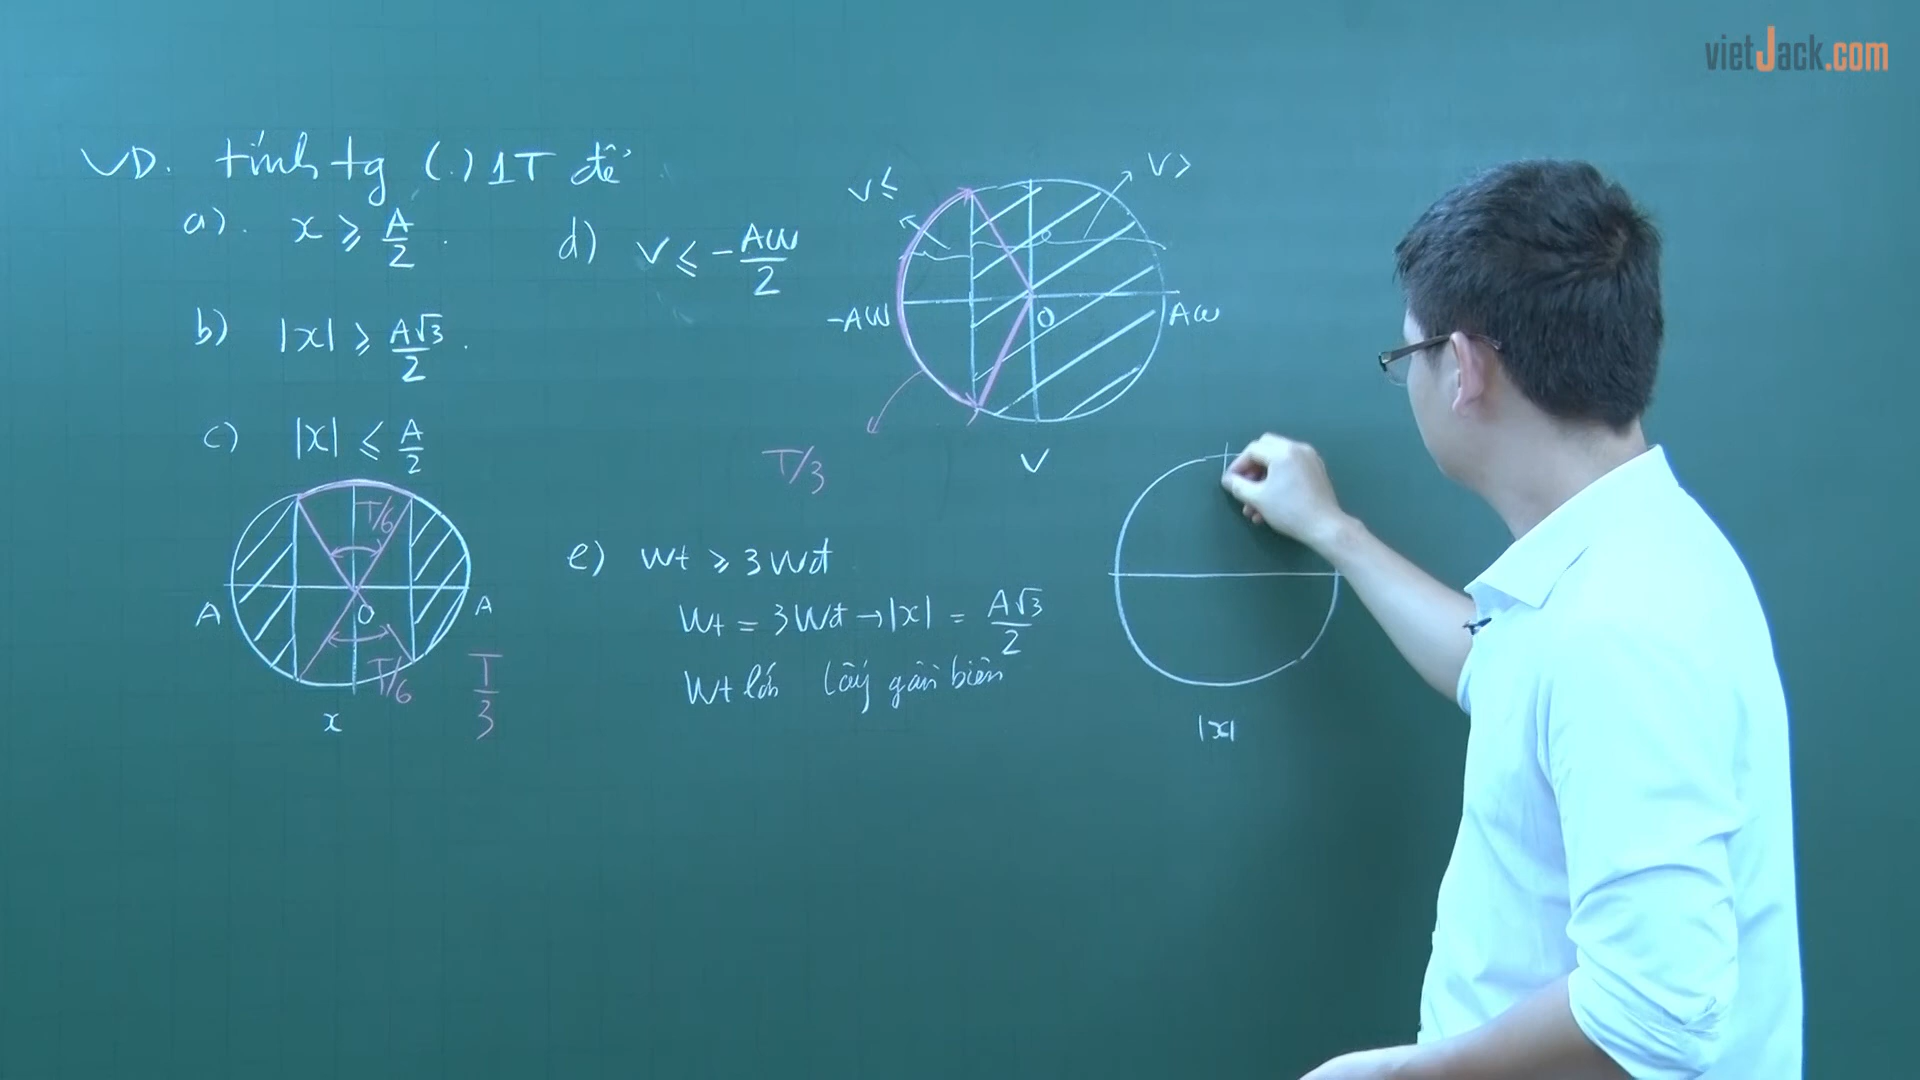 vietJack.com
VD. tính tg (.) 1T để
a). x ≥ A/2.
b) |x| ≥ A√3/2.
c) |x| ≤ A/2
T/6
A O A
T/6
T/3
x
d) v ≤ -Aω/2
v ≤ v >
-Aω O Aω
T/3
v
e) Wt ≥ 3Wđ
Wt = 3Wđ → |x| = A√3/2
Wt lớn lấy gần biên
|x|